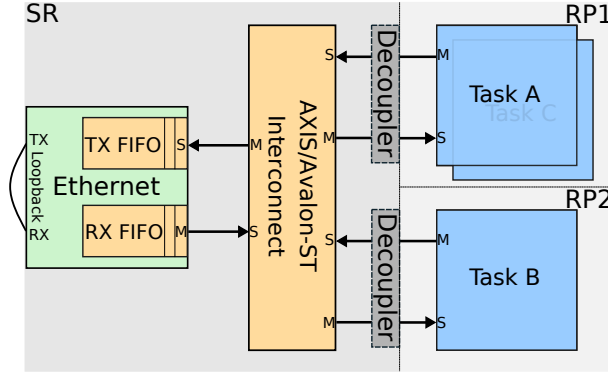 SR
RP1
Decoupler
S
M
Task A
Task C
AXIS/Avalon-ST
Interconnect
M
S
TX
TX FIFO
S
M
Loopback
Ethernet
RP2
RX
RX FIFO
M
S
Decoupler
S
M
Task B
M
S